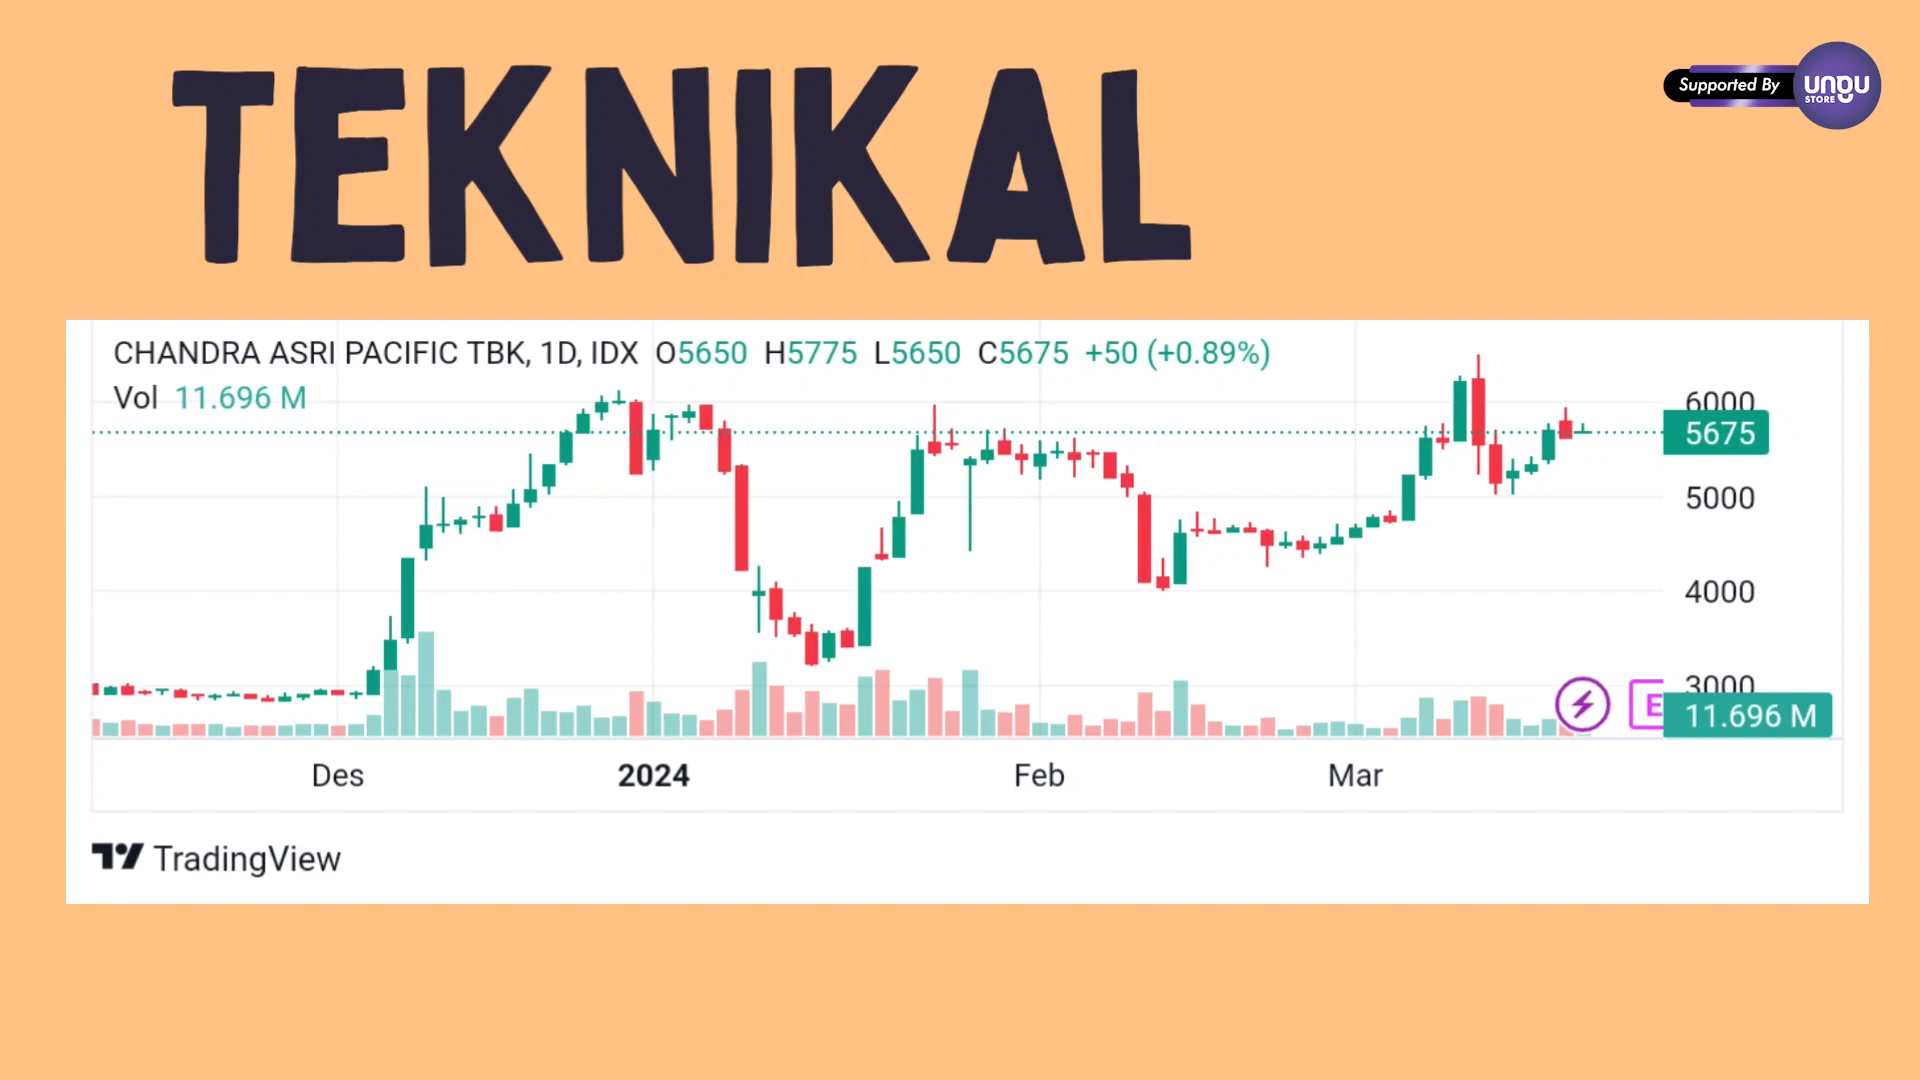 TEKNIKAL
Supported By
ungu
STORE
CHANDRA ASRI PACIFIC TBK, 1D, IDX O5650 H5775 L5650 C5675 +50 (+0.89%)
Vol 11.696 M
6000
5675
5000
4000
3000
E
11.696 M
Des 2024 Feb Mar
TradingView